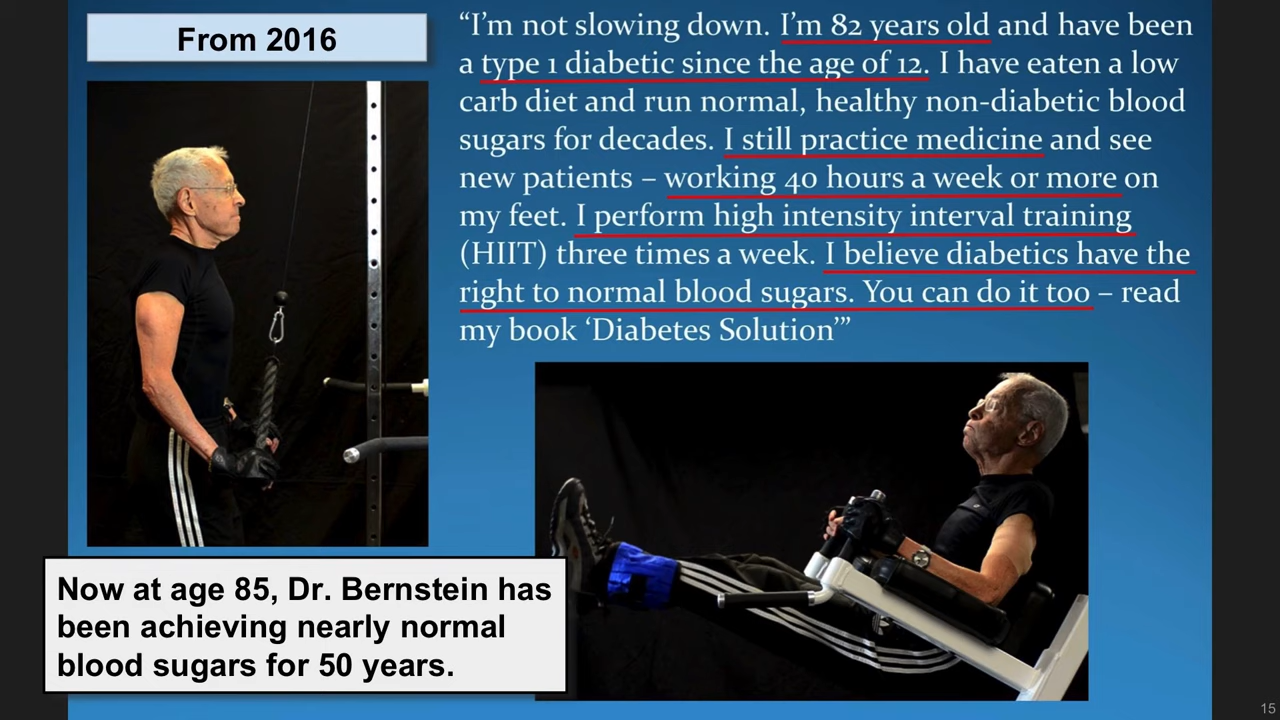 From 2016
“I’m not slowing down. I’m 82 years old and have been
a type 1 diabetic since the age of 12. I have eaten a low
carb diet and run normal, healthy non-diabetic blood
sugars for decades. I still practice medicine and see
new patients – working 40 hours a week or more on
my feet. I perform high intensity interval training
(HIIT) three times a week. I believe diabetics have the
right to normal blood sugars. You can do it too – read
my book ‘Diabetes Solution’”
Now at age 85, Dr. Bernstein has
been achieving nearly normal
blood sugars for 50 years.
15